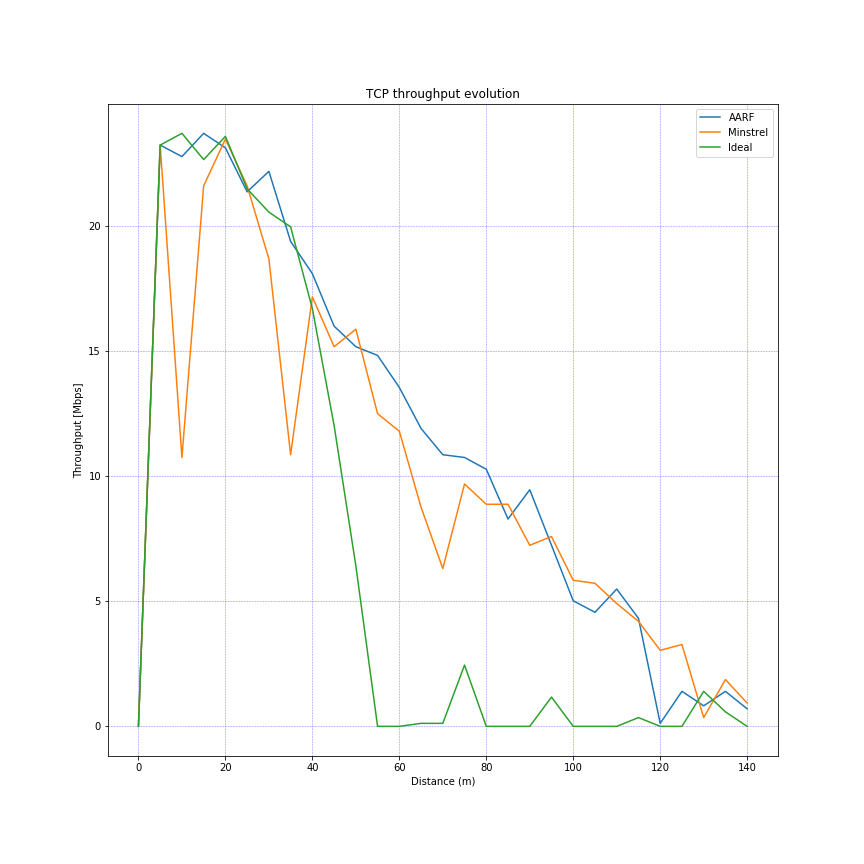 TCP throughput evolution
AARF
Minstrel
Ideal
Throughput [Mbps]
20
15
10
5
0
0 20 40 60 80 100 120 140
Distance (m)